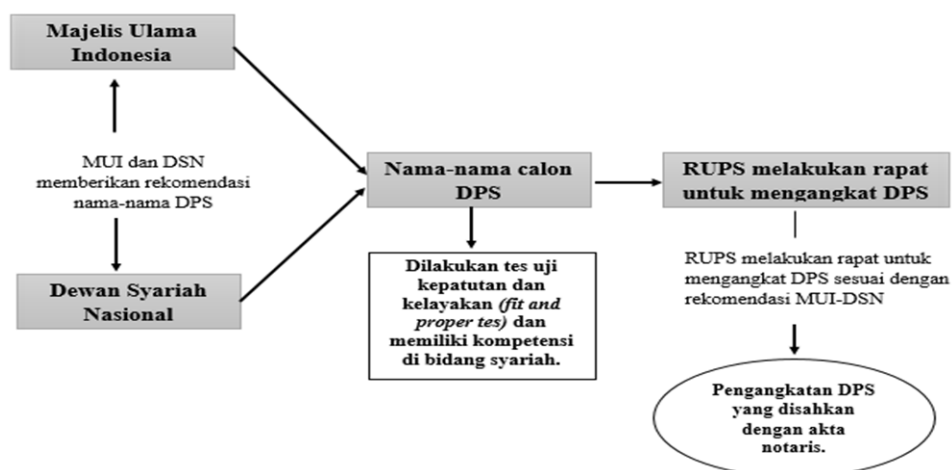 Majelis Ulama
Indonesia
MUI dan DSN
memberikan rekomendasi
nama-nama DPS
Dewan Syariah
Nasional
Nama-nama calon
DPS
Dilakukan tes uji
kepatutan dan
kelayakan (fit and
proper tes) dan
memiliki kompetensi
di bidang syariah.
RUPS melakukan rapat
untuk mengangkat DPS
RUPS melakukan rapat untuk
mengangkat DPS sesuai dengan
rekomendasi MUI-DSN
Pengangkatan DPS
yang disahkan
dengan akta
notaris.